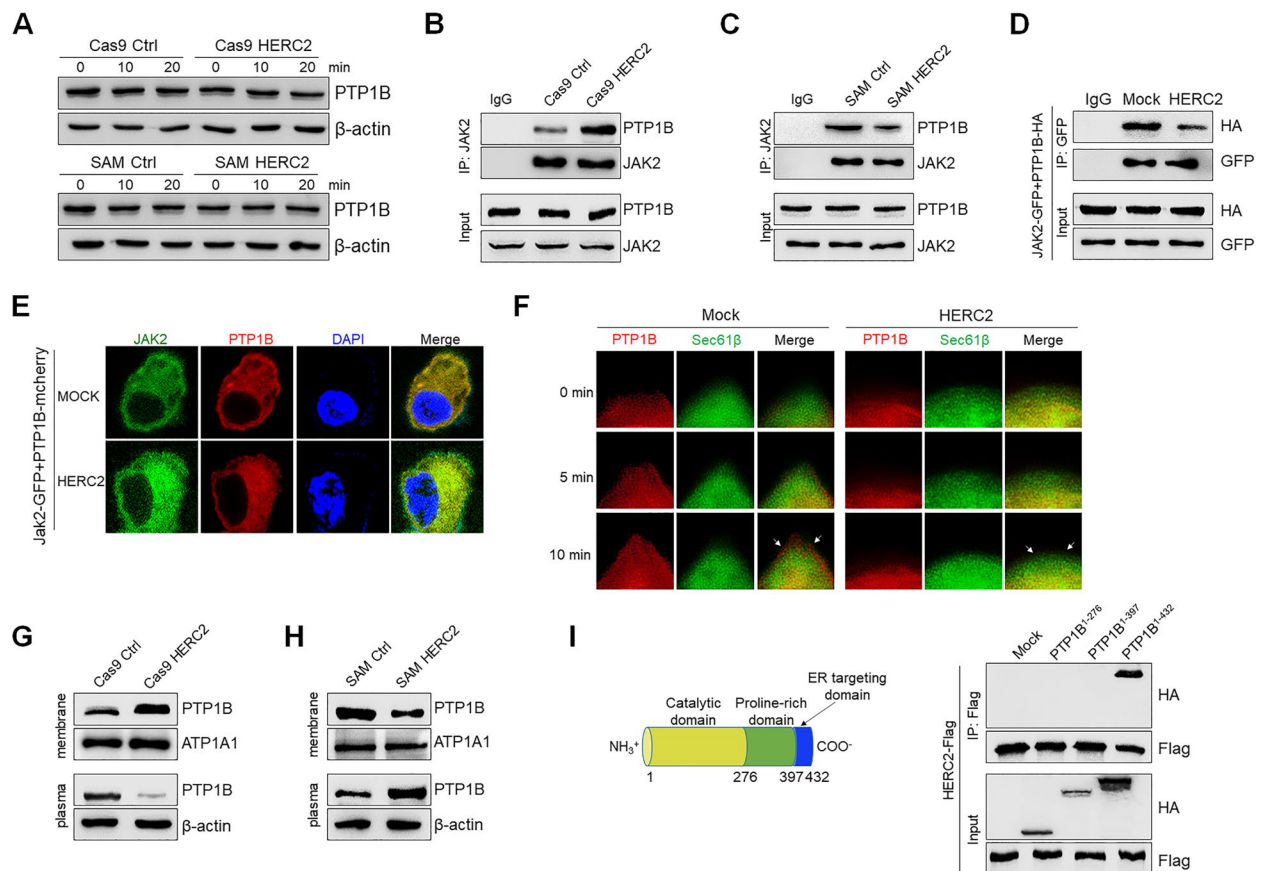 A
Cas9 Ctrl Cas9 HERC2
0 10 20 0 10 20 min
PTP1B
β-actin
SAM Ctrl SAM HERC2
0 10 20 0 10 20 min
PTP1B
β-actin
B
IgG Cas9 Ctrl Cas9 HERC2
IP: JAK2
PTP1B
JAK2
Input
PTP1B
JAK2
C
IgG SAM Ctrl SAM HERC2
IP: JAK2
PTP1B
JAK2
Input
PTP1B
JAK2
D
IgG Mock HERC2
JAK2-GFP+PTP1B-HA
IP: GFP
HA
GFP
Input
HA
GFP
E
JAK2 PTP1B DAPI Merge
Jak2-GFP+PTP1B-mcherry
MOCK
HERC2
F
Mock HERC2
PTP1B Sec61β Merge PTP1B Sec61β Merge
0 min
5 min
10 min
G
Cas9 Ctrl Cas9 HERC2
membrane
PTP1B
ATP1A1
plasma
PTP1B
β-actin
H
SAM Ctrl SAM HERC2
membrane
PTP1B
ATP1A1
plasma
PTP1B
β-actin
I
ER targeting
domain
Catalytic
domain
Proline-rich
domain
NH₃⁺ COO⁻
1 276 397 432
Mock PTP1B¹⁻²⁷⁶ PTP1B¹⁻³⁹⁷ PTP1B¹⁻⁴³²
HERC2-Flag
IP: Flag
HA
Flag
Input
HA
Flag